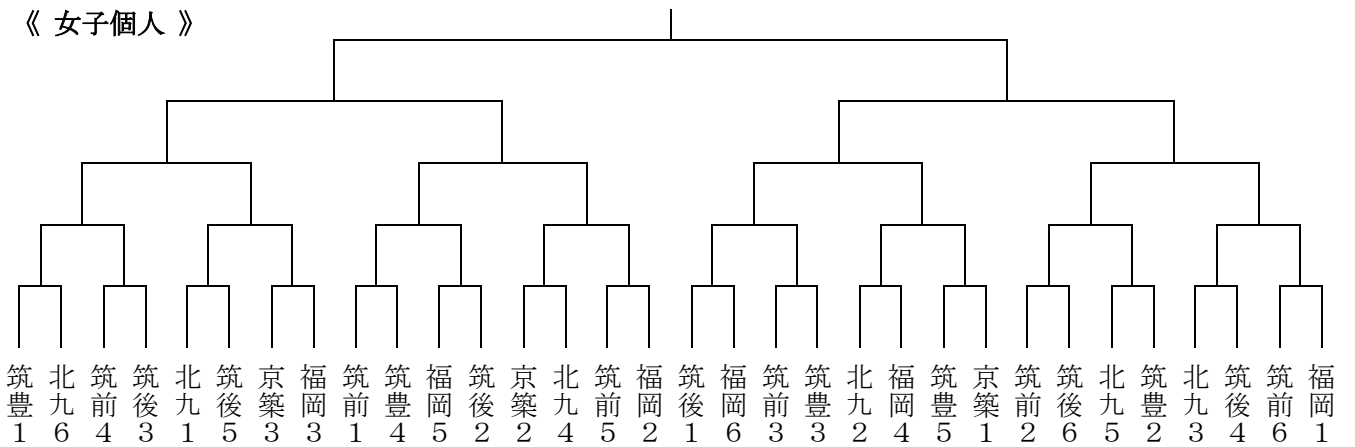 《 女子個人 》
筑豊1
北九6
筑前4
筑後3
北九1
筑後5
京築3
福岡3
筑前1
筑豊4
福岡5
筑後2
京築2
北九4
筑前5
福岡2
筑後1
福岡6
筑前3
筑豊3
北九2
福岡4
筑豊5
京築1
筑前2
筑後6
北九5
筑豊2
北九3
筑後4
筑前6
福岡1